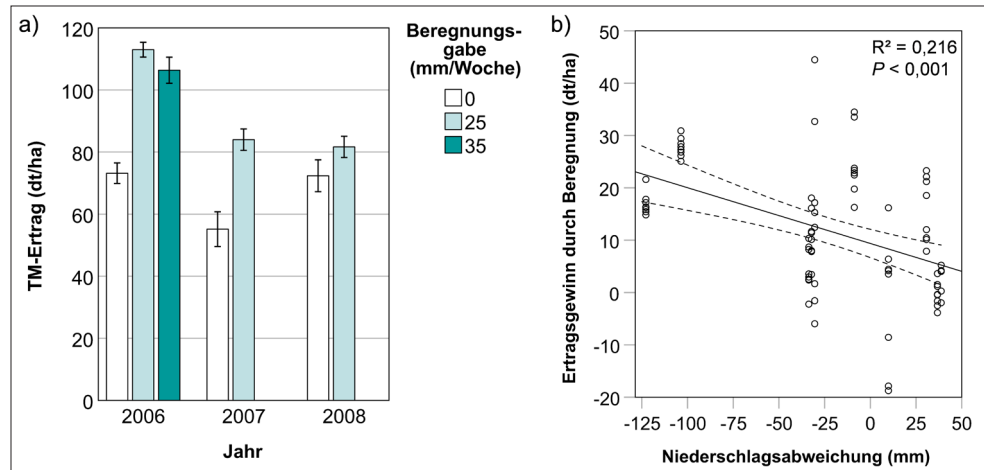 a)
TM-Ertrag (dt/ha)
120
100
80
60
40
20
0
2006 2007 2008
Jahr
Beregnungs-
gabe
(mm/Woche)
0
25
35
b)
Ertragsgewinn durch Beregnung (dt/ha)
50
40
30
20
10
0
-10
-20
R² = 0,216
P < 0,001
-125 -100 -75 -50 -25 0 25 50
Niederschlagsabweichung (mm)